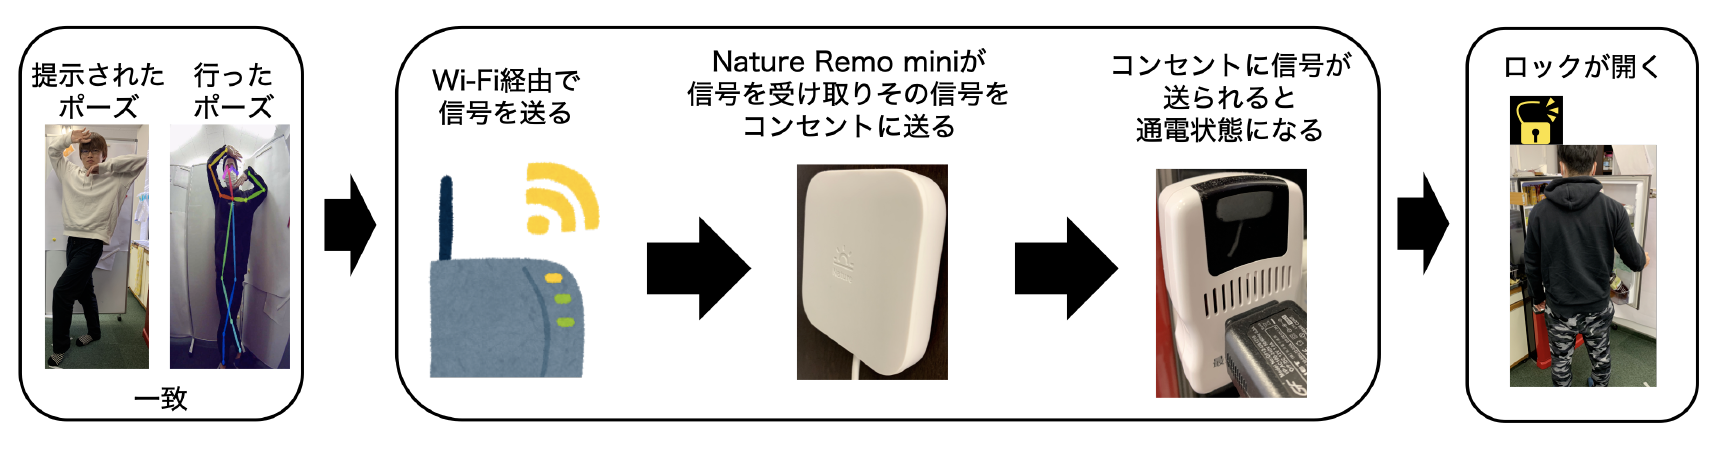 提示された
ポーズ
行った
ポーズ
一致
Wi-Fi経由で
信号を送る
Nature Remo miniが
信号を受け取りその信号を
コンセントに送る
コンセントに信号が
送られると
通電状態になる
ロックが開く